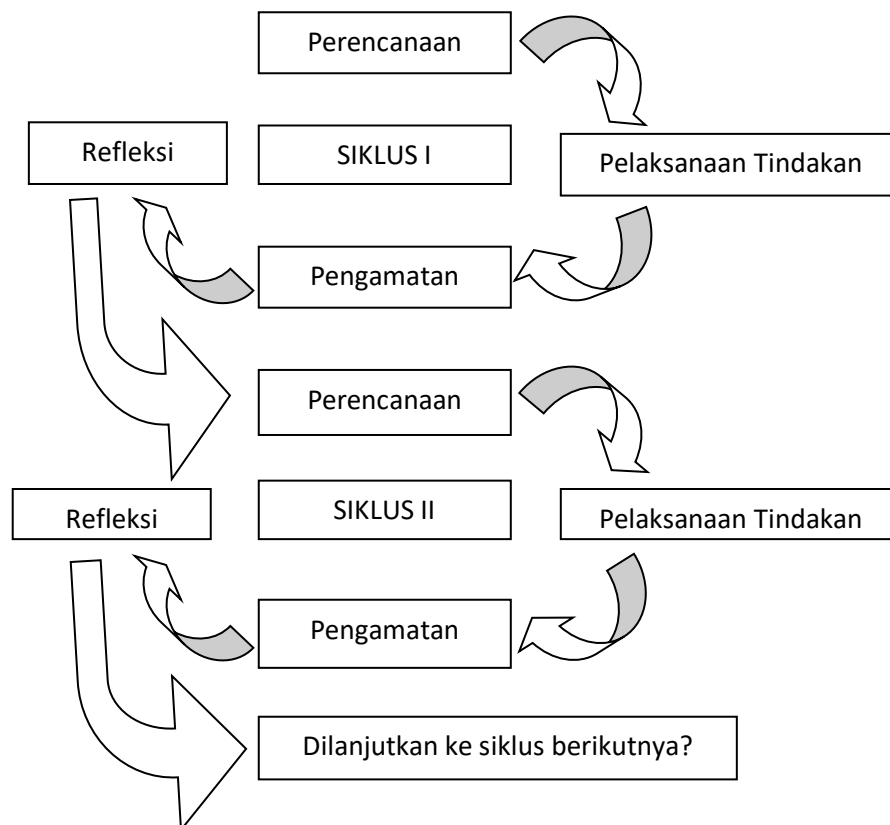 Perencanaan
Refleksi
SIKLUS I
Pelaksanaan Tindakan
Pengamatan
Perencanaan
Refleksi
SIKLUS II
Pelaksanaan Tindakan
Pengamatan
Dilanjutkan ke siklus berikutnya?